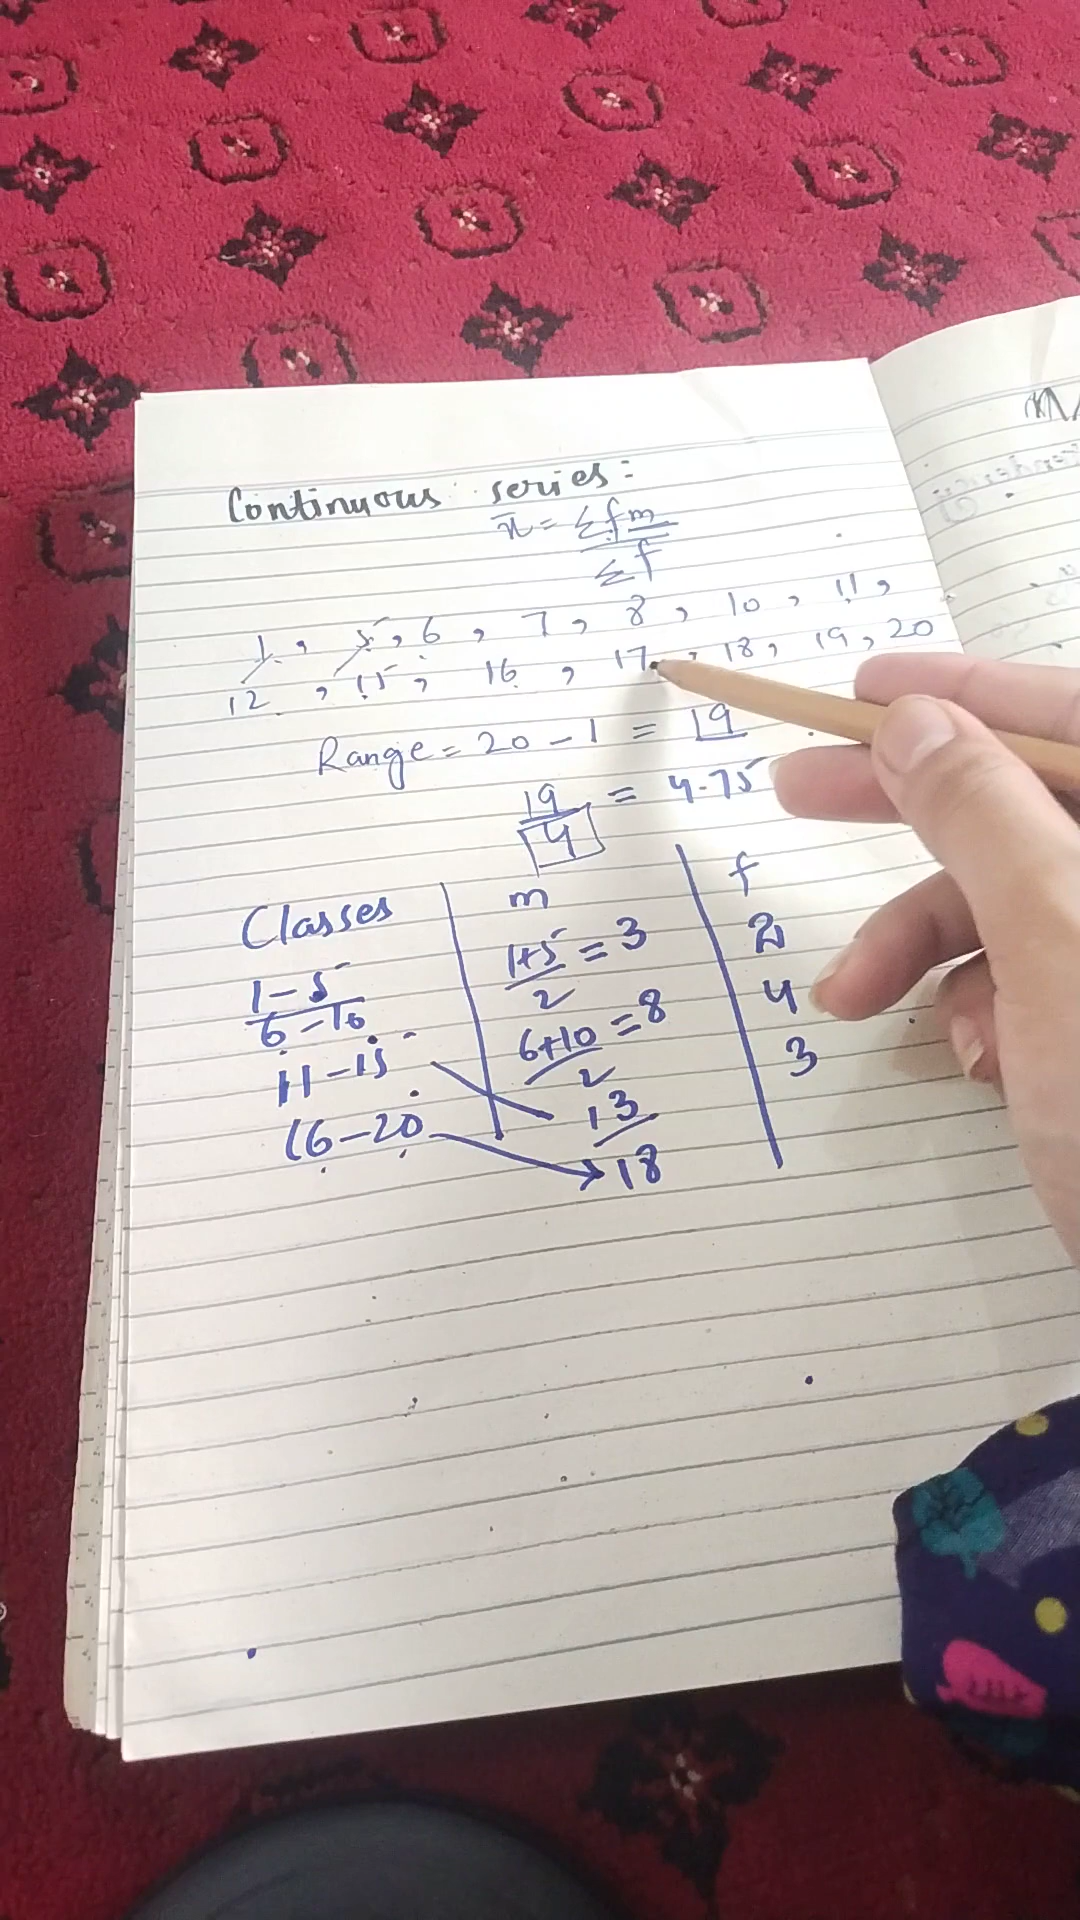 Continuous series:
x̄ = Σfm
Σf
1, 5, 6, 7, 8, 10, 11,
12, 15, 16, 17, 18, 19, 20
Range = 20 - 1 = 19
19/4 = 4.75
Classes m f
1-5 1+5/2 = 3 2
6-10 6+10/2 = 8 4
11-15 13 3
16-20 18